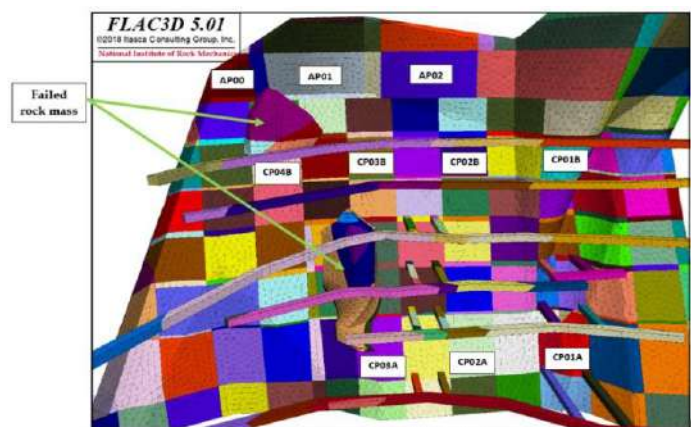 FLAC3D 5.01
©2018 Itasca Consulting Group, Inc.
National Institute of Rock Mechanics
AP00
AP01
AP02
Failed
rock mass
CP04B
CP03B
CP02B
CP01B
CP03A
CP02A
CP01A